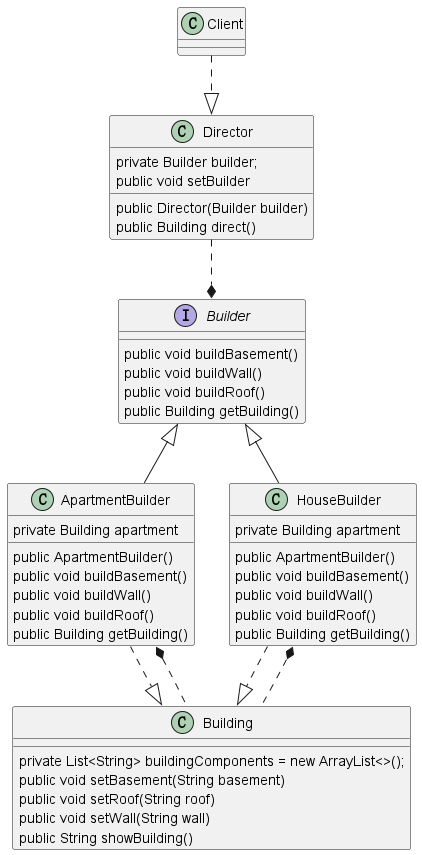 C Client
C Director
private Builder builder;
public void setBuilder
public Director(Builder builder)
public Building direct()
I Builder
public void buildBasement()
public void buildWall()
public void buildRoof()
public Building getBuilding()
C ApartmentBuilder
private Building apartment
public ApartmentBuilder()
public void buildBasement()
public void buildWall()
public void buildRoof()
public Building getBuilding()
C HouseBuilder
private Building apartment
public ApartmentBuilder()
public void buildBasement()
public void buildWall()
public void buildRoof()
public Building getBuilding()
C Building
private List<String> buildingComponents = new ArrayList<>();
public void setBasement(String basement)
public void setRoof(String roof)
public void setWall(String wall)
public String showBuilding()